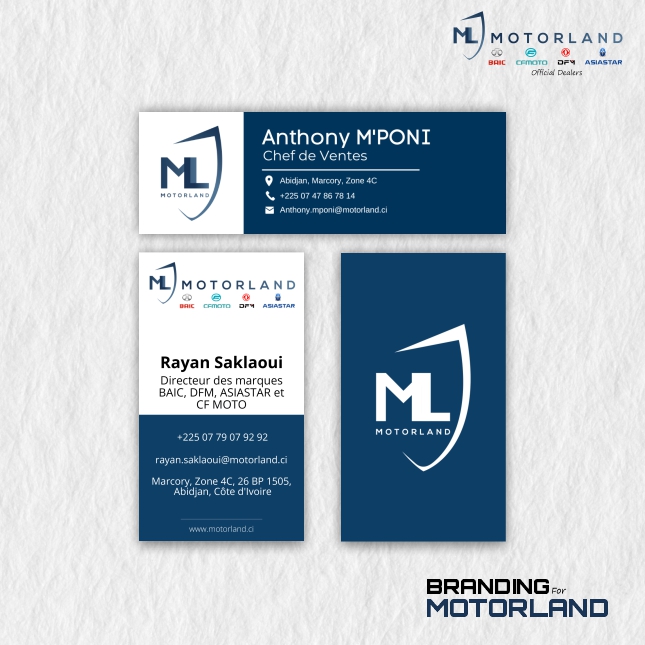 ML MOTORLAND
BAIC CFMOTO DFM ASIASTAR
Official Dealers
Anthony M'PONI
Chef de Ventes
ML
MOTORLAND
Abidjan, Marcory, Zone 4C
+225 07 47 86 78 14
Anthony.mponi@motorland.ci
ML MOTORLAND
BAIC CFMOTO DFM ASIASTAR
Rayan Saklaoui
Directeur des marques
BAIC, DFM, ASIASTAR et
CF MOTO
+225 07 79 07 92 92
rayan.saklaoui@motorland.ci
Marcory, Zone 4C, 26 BP 1505,
Abidjan, Côte d'Ivoire
www.motorland.ci
ML
MOTORLAND
BRANDING For
MOTORLAND